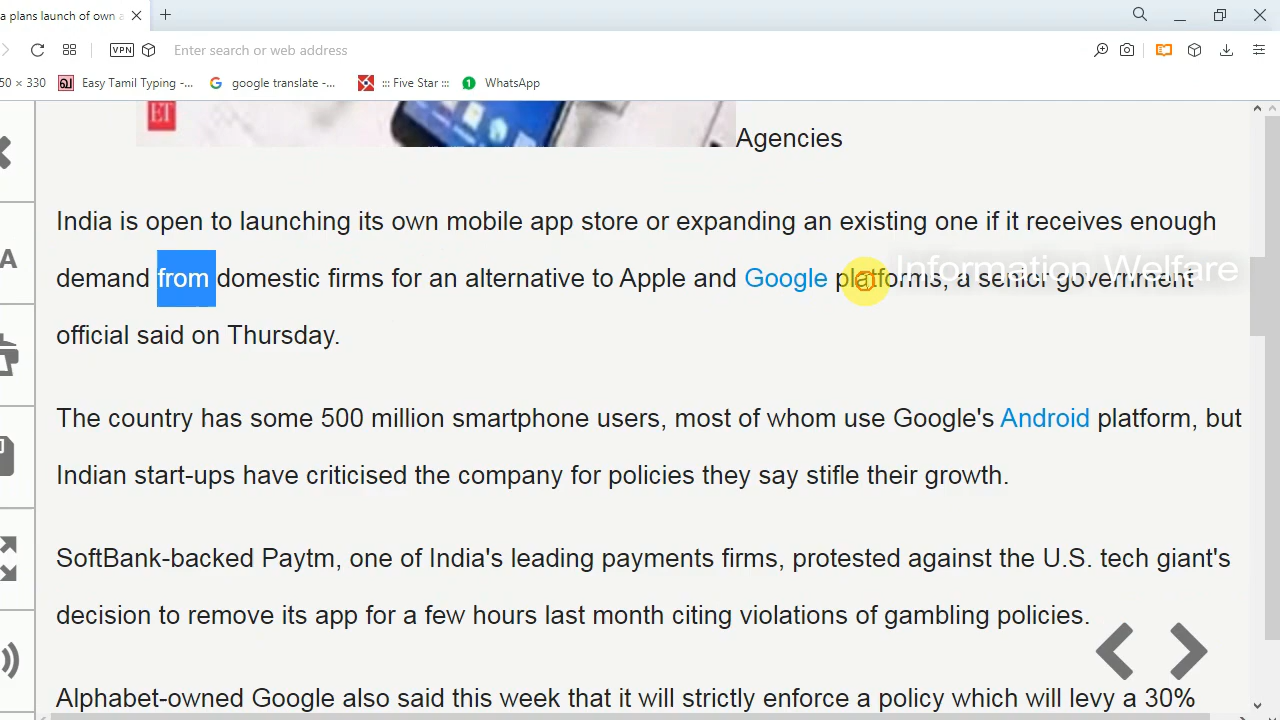 a plans launch of own a
VPN Enter search or web address
50 × 330 Easy Tamil Typing -... google translate -... ::: Five Star ::: 1 WhatsApp
ET
Agencies
India is open to launching its own mobile app store or expanding an existing one if it receives enough
demand from domestic firms for an alternative to Apple and Google platforms, a senior government
Information Welfare
official said on Thursday.
The country has some 500 million smartphone users, most of whom use Google's Android platform, but
Indian start-ups have criticised the company for policies they say stifle their growth.
SoftBank-backed Paytm, one of India's leading payments firms, protested against the U.S. tech giant's
decision to remove its app for a few hours last month citing violations of gambling policies.
Alphabet-owned Google also said this week that it will strictly enforce a policy which will levy a 30%
A